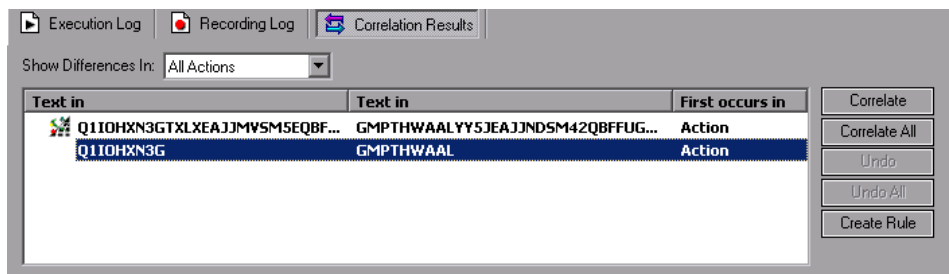 Execution Log Recording Log Correlation Results
Show Differences In: All Actions
Text in Text in First occurs in
Q1IOHXN3GTXLXEAJJMVSM5EQBF... GMPTHWAALYY5JEAJJNDSM42QBFFUG... Action
Q1IOHXN3G GMPTHWAAL Action
Correlate
Correlate All
Undo
Undo All
Create Rule